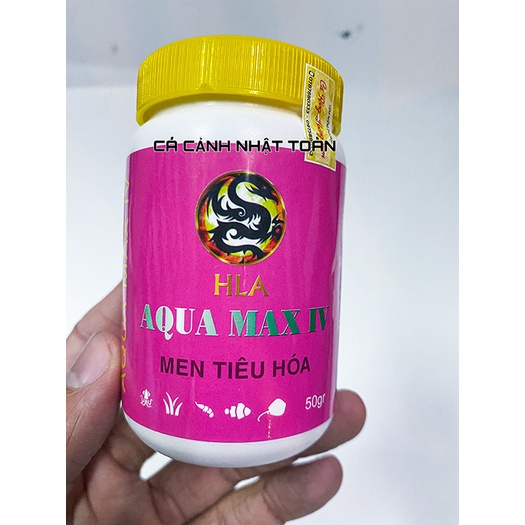 CÁ CẢNH NHẬT TOÀN
HLA
AQUA MAX IV
MEN TIÊU HÓA
50gr